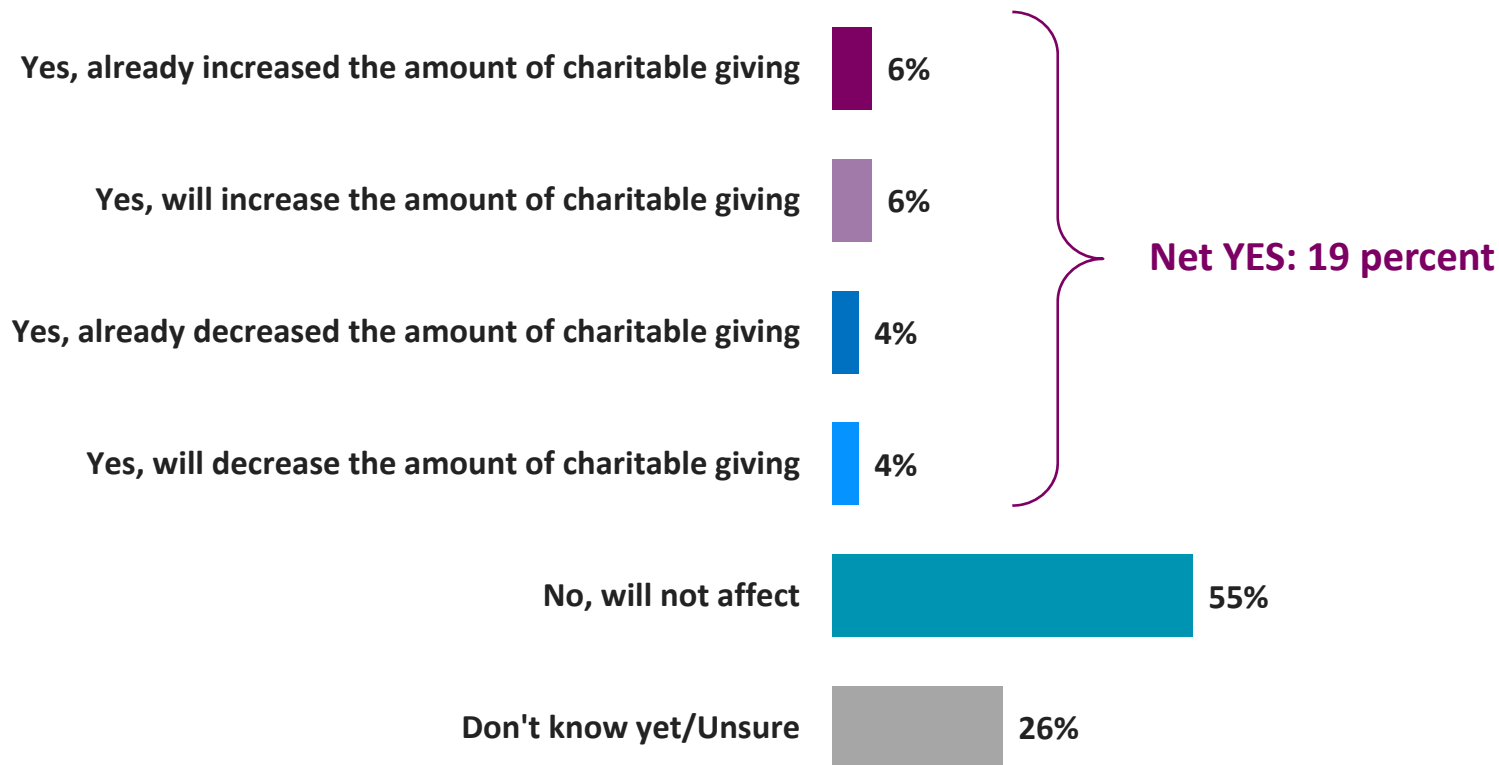 Yes, already increased the amount of charitable giving 6%
Yes, will increase the amount of charitable giving 6%
Net YES: 19 percent
Yes, already decreased the amount of charitable giving 4%
Yes, will decrease the amount of charitable giving 4%
No, will not affect 55%
Don't know yet/Unsure 26%